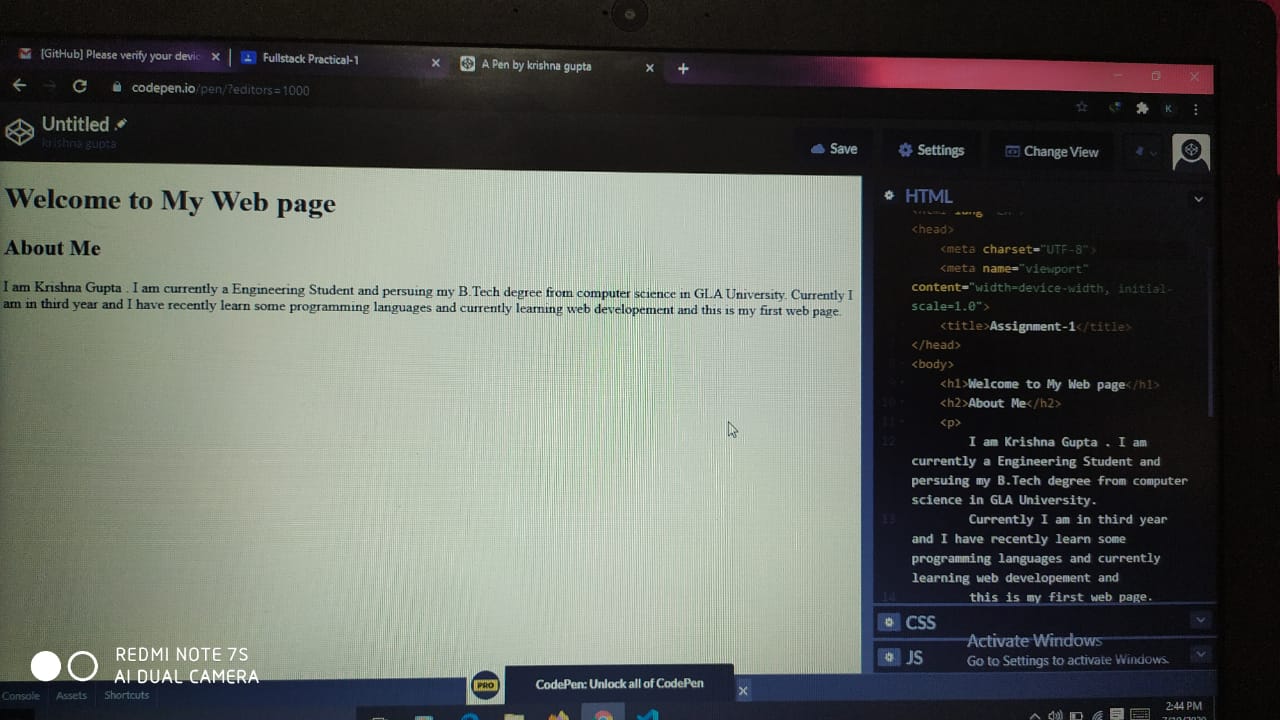 [GitHub] Please verify your devic
Fullstack Practical-1
A Pen by krishna gupta
codepen.io/pen/?editors=1000
K
Untitled
krishna gupta
Save
Settings
Change View
Welcome to My Web page
About Me
I am Krishna Gupta . I am currently a Engineering Student and persuing my B.Tech degree from computer science in GLA University. Currently I
am in third year and I have recently learn some programming languages and currently learning web developement and this is my first web page.
HTML
<head>
<meta charset="UTF-8">
<meta name="viewport"
content="width=device-width, initial-
scale=1.0">
<title>Assignment-1</title>
</head>
<body>
<h1>Welcome to My Web page</h1>
10 <h2>About Me</h2>
11 <p>
12 I am Krishna Gupta . I am
currently a Engineering Student and
persuing my B.Tech degree from computer
science in GLA University.
13 Currently I am in third year
and I have recently learn some
programming languages and currently
learning web developement and
14 this is my first web page.
CSS
JS
Activate Windows
Go to Settings to activate Windows.
REDMI NOTE 7S
AI DUAL CAMERA
Console Assets Shortcuts
PRO
CodePen: Unlock all of CodePen
2:44 PM